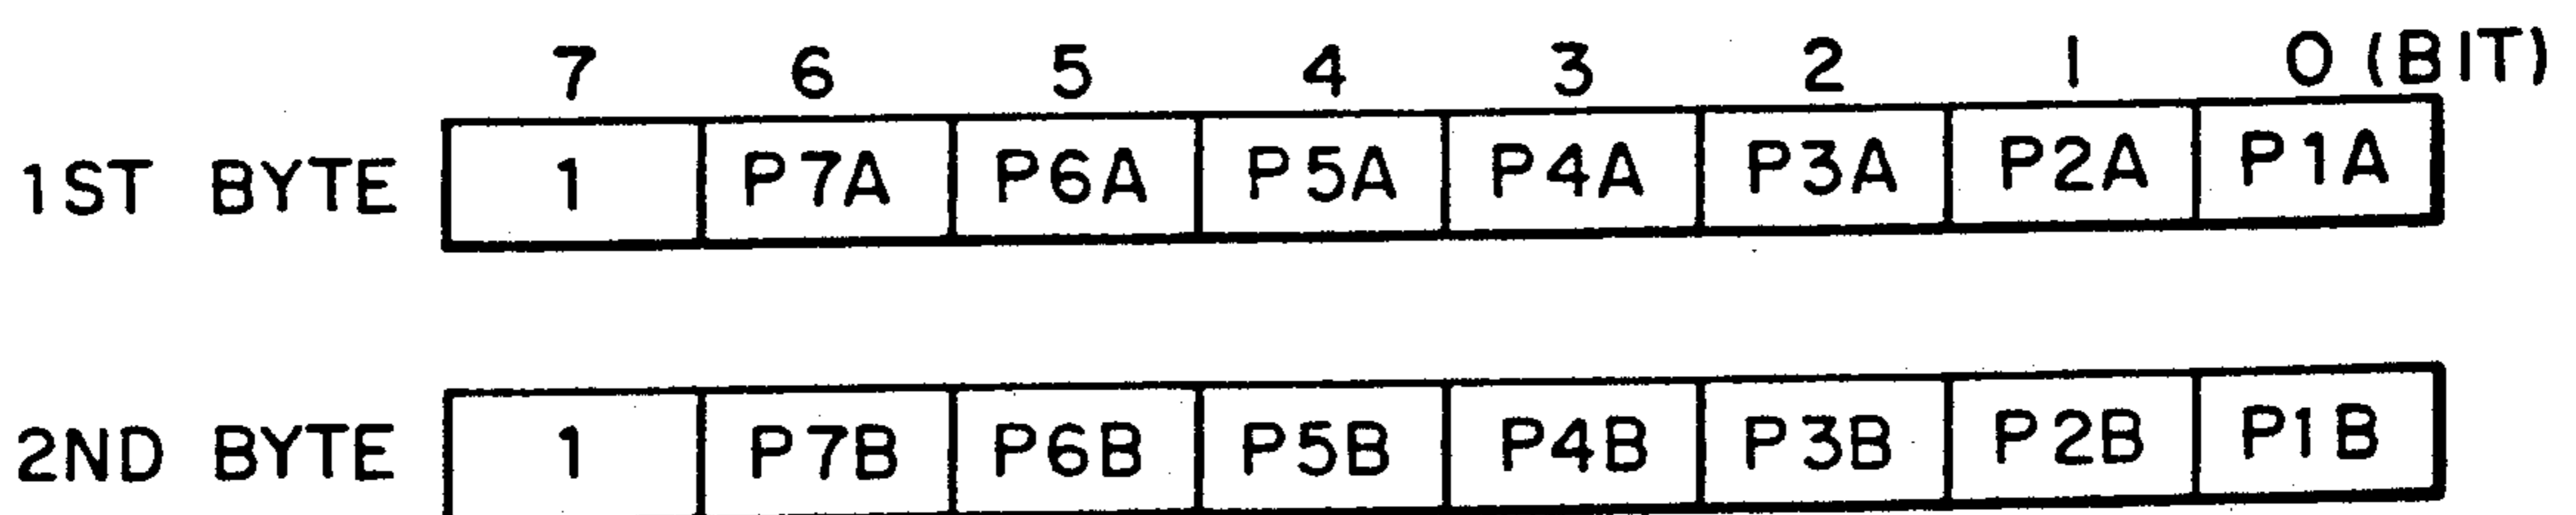 7 6 5 4 3 2 1 0 (BIT)
1ST BYTE 1 P7A P6A P5A P4A P3A P2A P1A
2ND BYTE 1 P7B P6B P5B P4B P3B P2B P1B